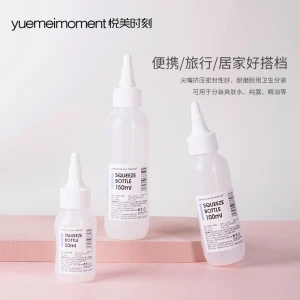 yuemeimoment 悦美时刻
便携/旅行/居家好搭档
尖嘴挤压密封性好,耐磨耐用卫生分装
可用于分装爽肤水、纯露、精油等
SQUEEZE
BOTTLE
150ml
SQUEEZE
BOTTLE
50ml
SQUEEZE
BOTTLE
100ml